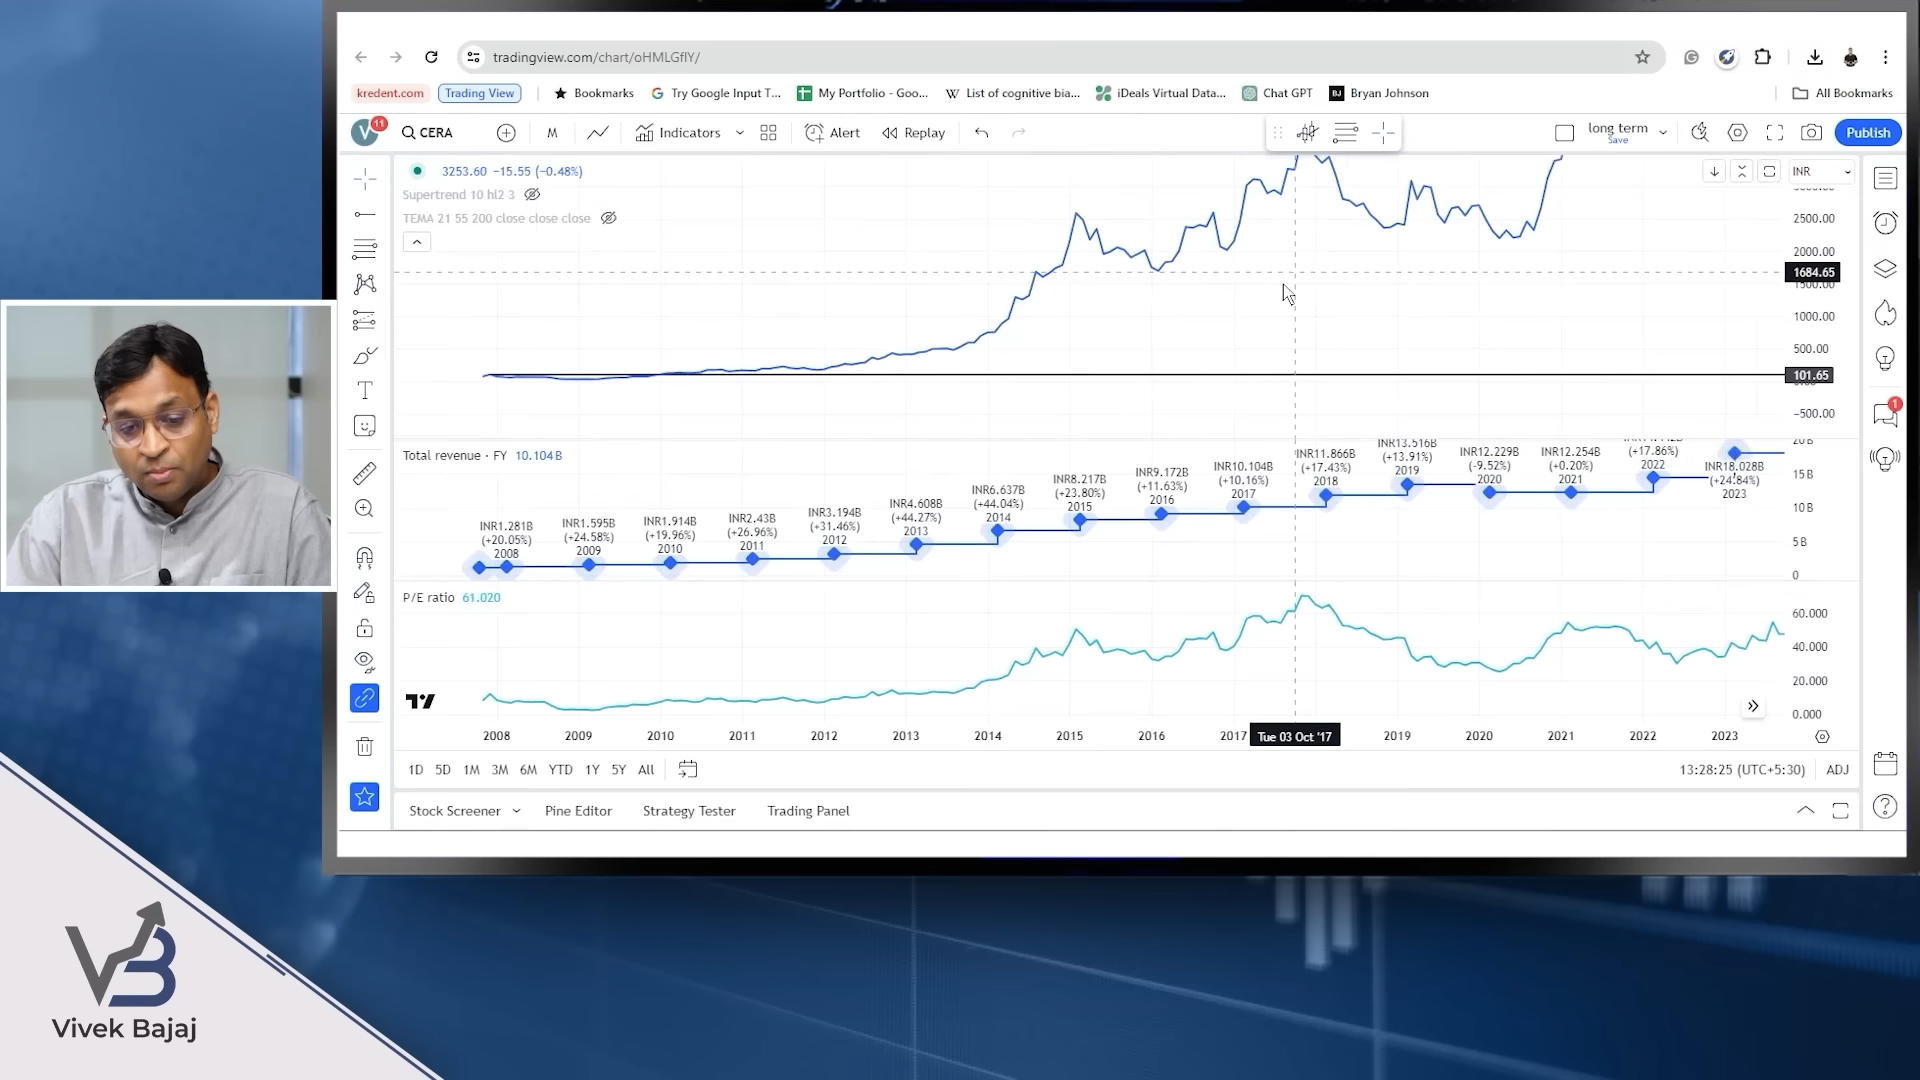 tradingview.com/chart/oHMLGflY/
kredent.com Trading View Bookmarks Try Google Input T... My Portfolio - Goo... List of cognitive bia... iDeals Virtual Data... Chat GPT BJ Bryan Johnson All Bookmarks
V 11 CERA M Indicators Alert Replay long term Save Publish
3253.60 −15.55 (−0.48%) INR
Supertrend 10 hl2 3
TEMA 21 55 200 close close close
2500.00
2000.00
1684.65
1500.00
1000.00
500.00
101.65
−500.00
1
Total revenue · FY 10.104B
INR1.281B (+20.05%) 2008
INR1.595B (+24.58%) 2009
INR1.914B (+19.96%) 2010
INR2.43B (+26.96%) 2011
INR3.194B (+31.46%) 2012
INR4.608B (+44.27%) 2013
INR6.637B (+44.04%) 2014
INR8.217B (+23.80%) 2015
INR9.172B (+11.63%) 2016
INR10.104B (+10.16%) 2017
INR11.866B (+17.43%) 2018
INR13.516B (+13.91%) 2019
INR12.229B (-9.52%) 2020
INR12.254B (+0.20%) 2021
(+17.86%) 2022
INR18.028B (+24.84%) 2023
20B
15B
10B
5B
0
P/E ratio 61.020
60.000
40.000
20.000
0.000
2008 2009 2010 2011 2012 2013 2014 2015 2016 2017 Tue 03 Oct '17 2019 2020 2021 2022 2023
1D 5D 1M 3M 6M YTD 1Y 5Y All 13:28:25 (UTC+5:30) ADJ
Stock Screener Pine Editor Strategy Tester Trading Panel
VB
Vivek Bajaj